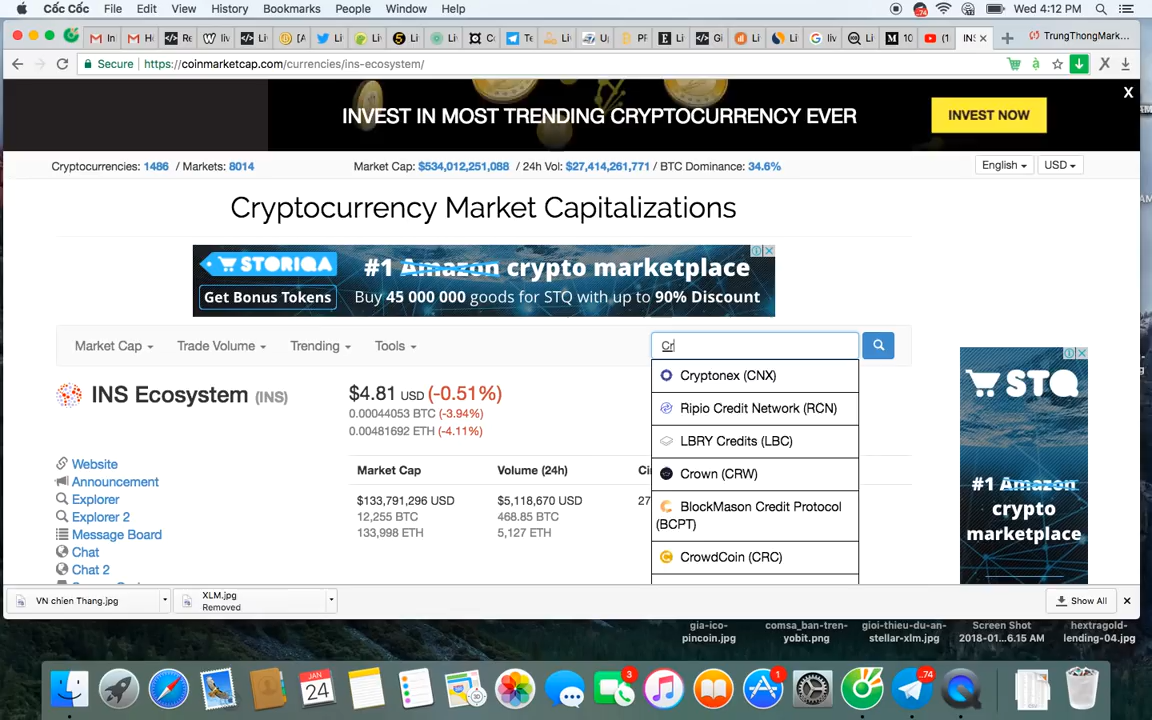 Cốc Cốc File Edit View History Bookmarks People Window Help
74
Wed 4:12 PM
In
TrungThongMark...
Secure
https://coinmarketcap.com/currencies/ins-ecosystem/
X
INVEST IN MOST TRENDING CRYPTOCURRENCY EVER
INVEST NOW
Cryptocurrencies: 1486 / Markets: 8014
Market Cap: $534,012,251,088 / 24h Vol: $27,414,261,771 / BTC Dominance: 34.6%
English
USD
Cryptocurrency Market Capitalizations
STORIQA
Get Bonus Tokens
#1 Amazon crypto marketplace
Buy 45 000 000 goods for STQ with up to 90% Discount
Market Cap
Trade Volume
Trending
Tools
Cr
Cryptonex (CNX)
Ripio Credit Network (RCN)
LBRY Credits (LBC)
Crown (CRW)
BlockMason Credit Protocol
(BCPT)
CrowdCoin (CRC)
INS Ecosystem (INS)
$4.81 USD (-0.51%)
0.00044053 BTC (-3.94%)
0.00481692 ETH (-4.11%)
Website
Announcement
Explorer
Explorer 2
Message Board
Chat
Chat 2
Market Cap
Volume (24h)
$133,791,296 USD
$5,118,670 USD
27
12,255 BTC
468.85 BTC
133,998 ETH
5,127 ETH
STQ
#1 Amazon
crypto
marketplace
VN chien Thang.jpg
XLM.jpg
Removed
Show All
gia-ico-
pincoin.jpg
comsa_ban-tren-
yobit.png
gioi-thieu-du-an-
stellar-xlm.jpg
Screen Shot
2018-01...6.15 AM
hextragold-
lending-04.jpg
JAN
24
3
1
74